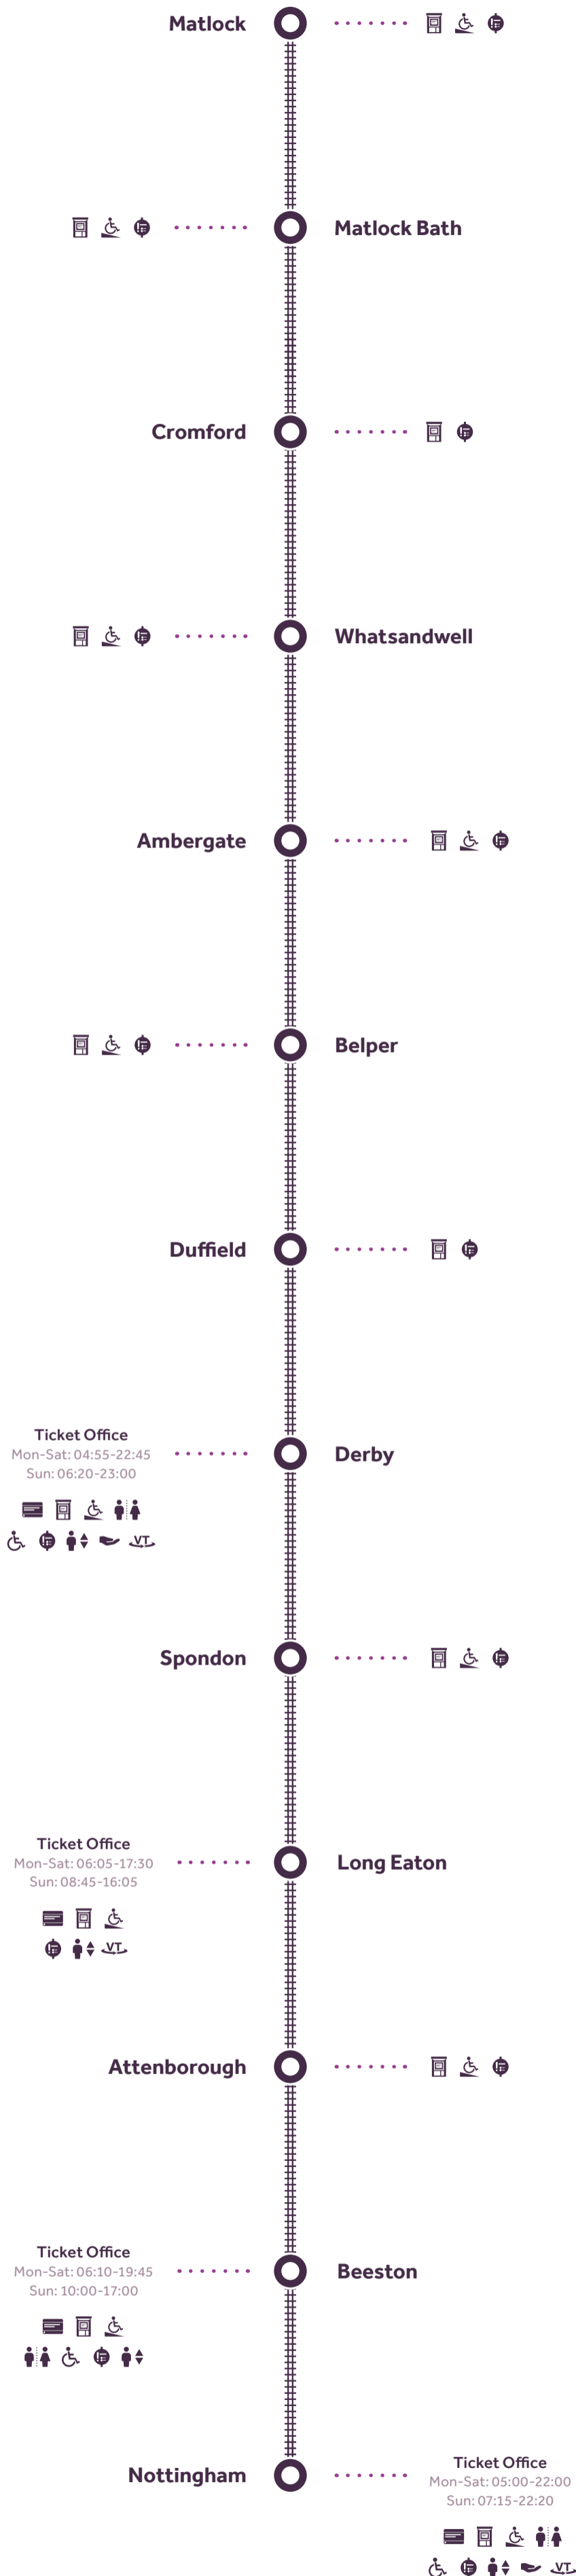 Matlock
Matlock Bath
Cromford
Whatsandwell
Ambergate
Belper
Duffield
Ticket Office
Mon-Sat: 04:55-22:45
Sun: 06:20-23:00
Derby
VT
Spondon
Ticket Office
Mon-Sat: 06:05-17:30
Sun: 08:45-16:05
Long Eaton
VT
Attenborough
Ticket Office
Mon-Sat: 06:10-19:45
Sun: 10:00-17:00
Beeston
Nottingham
Ticket Office
Mon-Sat: 05:00-22:00
Sun: 07:15-22:20
VT